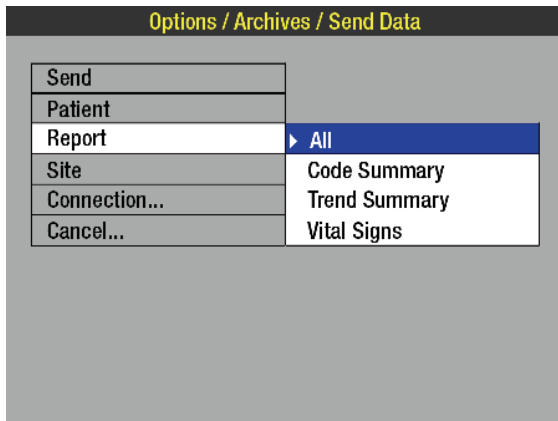 Options / Archives / Send Data
Send
Patient
Report
Site
Connection...
Cancel...
All
Code Summary
Trend Summary
Vital Signs